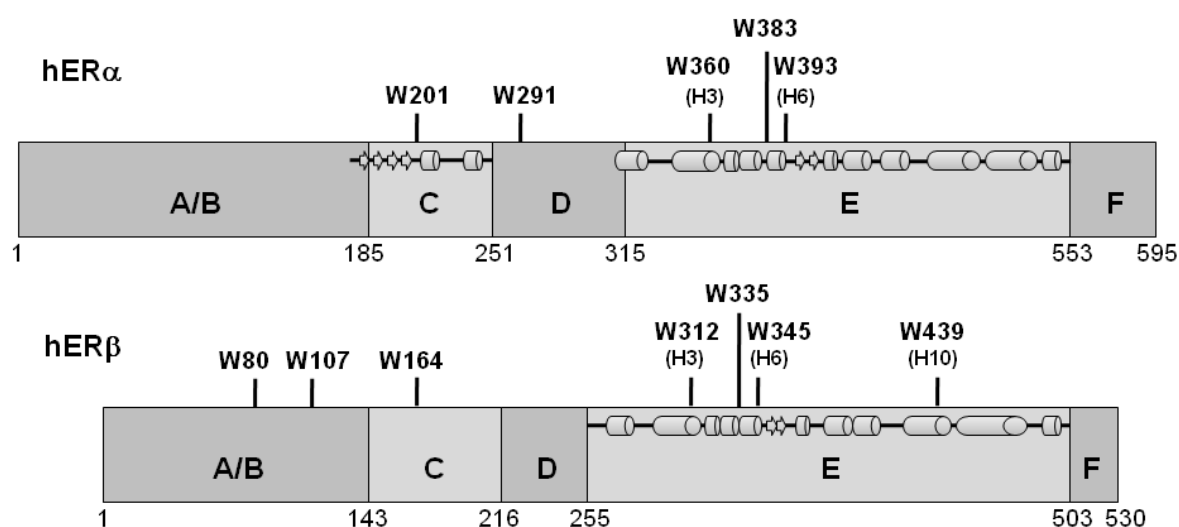 W383
hERα
W360 W393
(H3) (H6)
W201 W291
A/B C D E F
1 185 251 315 553 595
W335
hERβ
W312 W345 W439
(H3) (H6) (H10)
W80 W107 W164
A/B C D E F
1 143 216 255 503 530